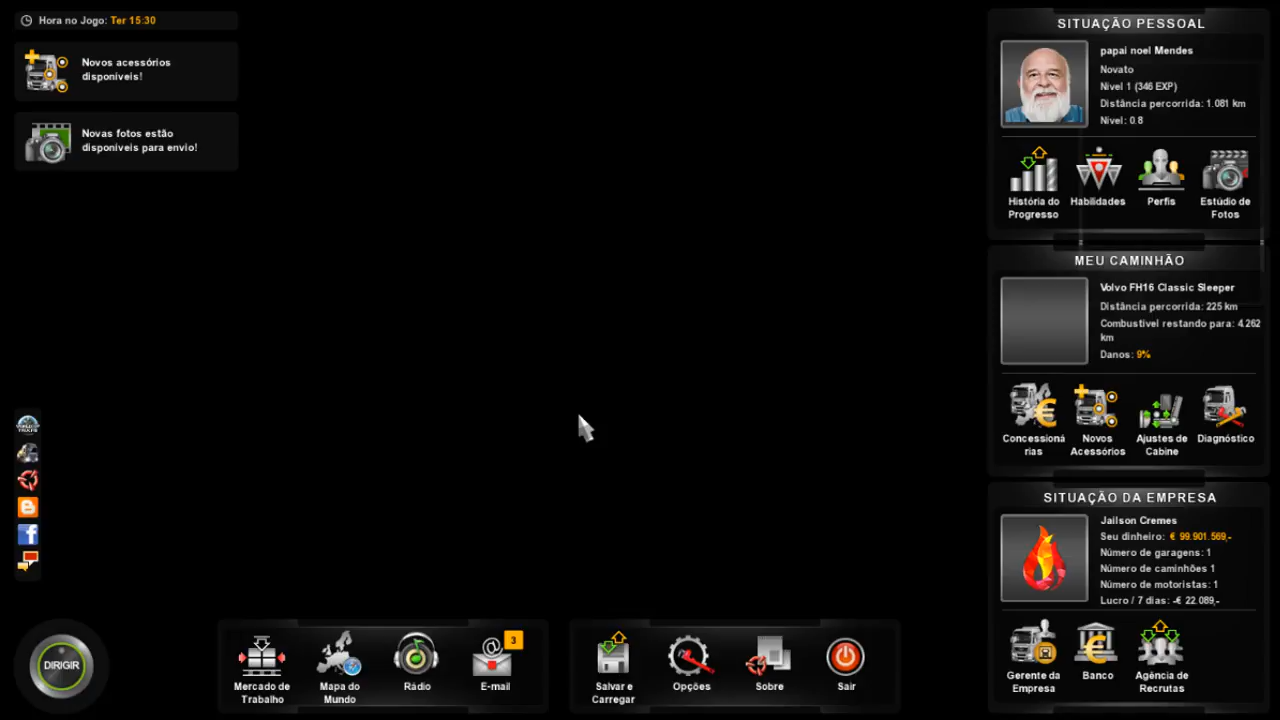 Hora no Jogo: Ter 15:30
Novos acessórios
disponíveis!
Novas fotos estão
disponíveis para envio!
SITUAÇÃO PESSOAL
papai noel Mendes
Novato
Nível 1 (346 EXP)
Distância percorrida: 1.081 km
Nível: 0.8
História do
Progresso
Habilidades
Perfis
Estúdio de
Fotos
MEU CAMINHÃO
Volvo FH16 Classic Sleeper
Distância percorrida: 225 km
Combustível restando para: 4.262
km
Danos: 9%
Concessioná
rias
Novos
Acessórios
Ajustes de
Cabine
Diagnóstico
SITUAÇÃO DA EMPRESA
Jailson Cremes
Seu dinheiro: € 99.901.569,-
Número de garagens: 1
Número de caminhões 1
Número de motoristas: 1
Lucro / 7 dias: -€ 22.089,-
Gerente da
Empresa
Banco
Agência de
Recrutas
DIRIGIR
Mercado de
Trabalho
Mapa do
Mundo
Rádio
3
E-mail
Salvar e
Carregar
Opções
Sobre
Sair